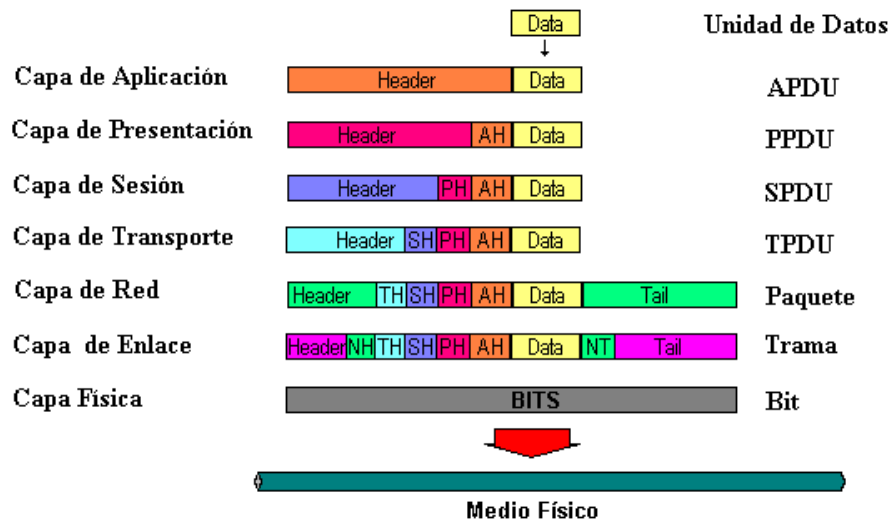 Data Unidad de Datos
Capa de Aplicación Header Data APDU
Capa de Presentación Header AH Data PPDU
Capa de Sesión Header PH AH Data SPDU
Capa de Transporte Header SH PH AH Data TPDU
Capa de Red Header TH SH PH AH Data Tail Paquete
Capa de Enlace Header NH TH SH PH AH Data NT Tail Trama
Capa Física BITS Bit
Medio Físico